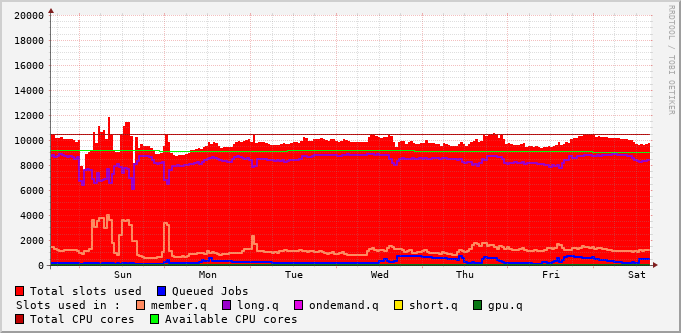 20000
18000
16000
14000
12000
10000
8000
6000
4000
2000
0
Sun Mon Tue Wed Thu Fri Sat
Total slots used Queued Jobs
Slots used in : member.q long.q ondemand.q short.q gpu.q
Total CPU cores Available CPU cores
RRDTOOL / TOBI OETIKER